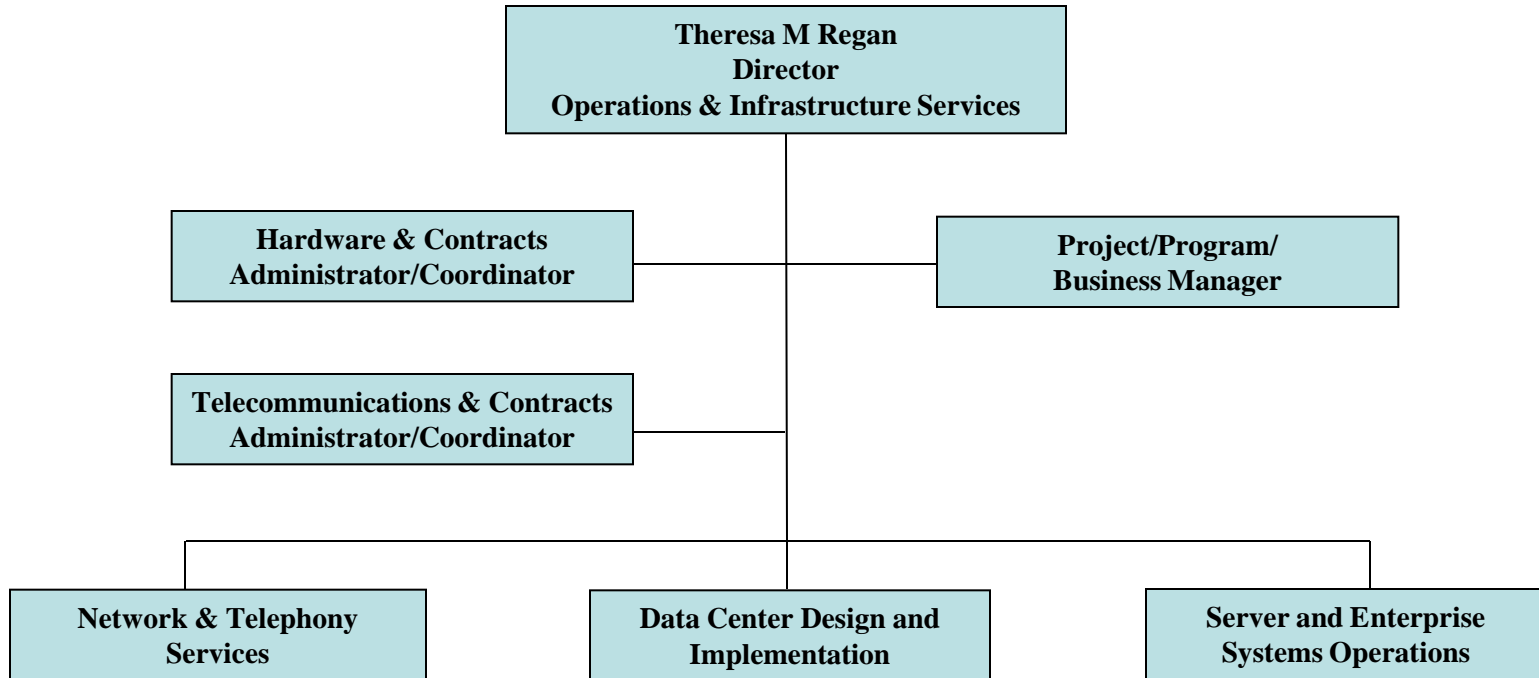 Theresa M Regan
Director
Operations & Infrastructure Services
Hardware & Contracts
Administrator/Coordinator
Project/Program/
Business Manager
Telecommunications & Contracts
Administrator/Coordinator
Network & Telephony
Services
Data Center Design and
Implementation
Server and Enterprise
Systems Operations